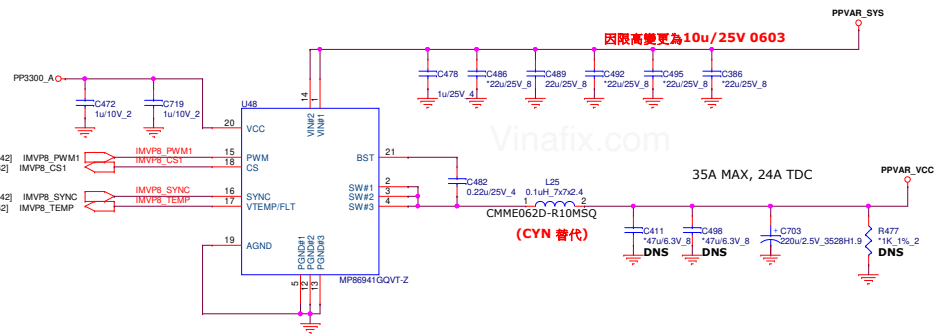 PPVAR_SYS
因限高變更為10u/25V 0603
PP3300_A
C478
1u/25V_4
C486
*22u/25V_8
C489
22u/25V_8
C492
*22u/25V_8
C495
*22u/25V_8
C386
*22u/25V_8
C472
1u/10V_2
C719
1u/10V_2
U48
14
1
VIN#2
VIN#1
20
VCC
Vinafix.com
42] IMVP8_PWM1
IMVP8_PWM1
15
PWM
IMVP8_CS1
IMVP8_CS1
18
CS
BST
21
35A MAX, 24A TDC
PPVAR_VCC
C482
0.22u/25V_4
L25
0.1uH_7x7x2.4
1
2
CMME062D-R10MSQ
(CYN 替代)
42] IMVP8_SYNC
IMVP8_SYNC
16
SYNC
IMVP8_TEMP
IMVP8_TEMP
17
VTEMP/FLT
SW#1
2
SW#2
3
SW#3
4
19
AGND
PGND#1
PGND#2
PGND#3
5
12
13
MP86941GQVT-Z
C411
*47u/6.3V_8
DNS
C498
*47u/6.3V_8
DNS
+
C703
220u/2.5V_3528H1.9
R477
*1K_1%_2
DNS